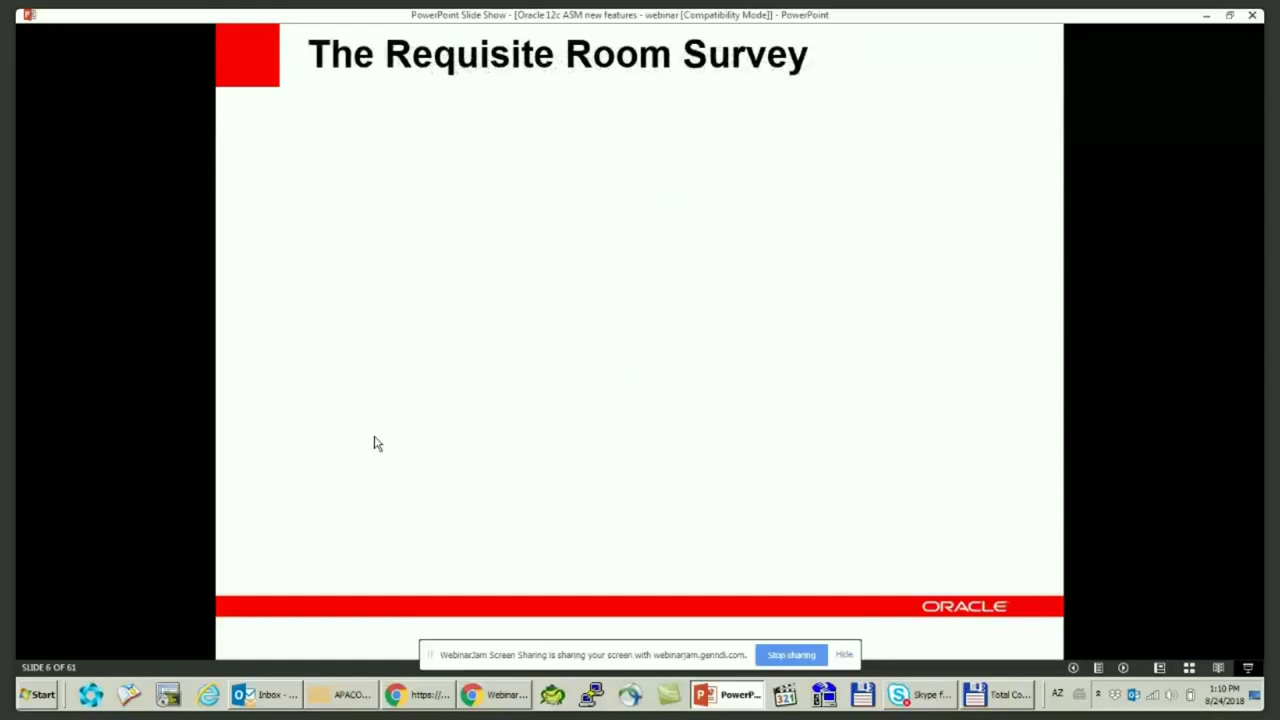 PowerPoint Slide Show - [Oracle 12c ASM new features - webinar [Compatibility Mode]] - PowerPoint
The Requisite Room Survey
ORACLE
WebinarJam Screen Sharing is sharing your screen with webinarjam.genndi.com.
Stop sharing
Hide
SLIDE 6 OF 61
Start
Inbox - ...
APACO...
https://...
Webinar...
PowerP...
321
Skype f...
Total Co...
AZ
1:10 PM
8/24/2018